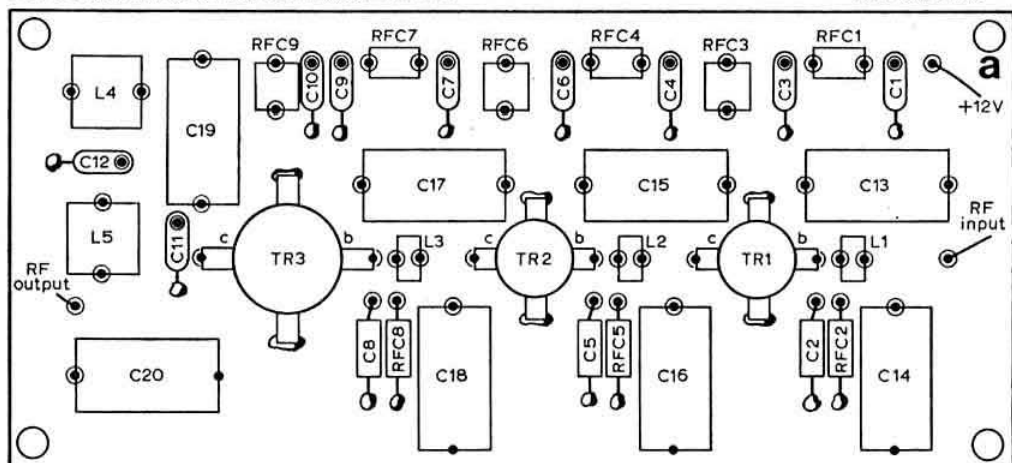 RFC9
RFC7
RFC6
RFC4
RFC3
RFC1
a
L4
C19
C10
C9
C7
C6
C4
C3
C1
+12V
C12
C17
C15
C13
L5
C11
c
TR3
b
L3
c
TR2
b
L2
c
TR1
b
L1
RF
input
RF
output
C20
C8
RFC8
C18
C5
RFC5
C16
C2
RFC2
C14